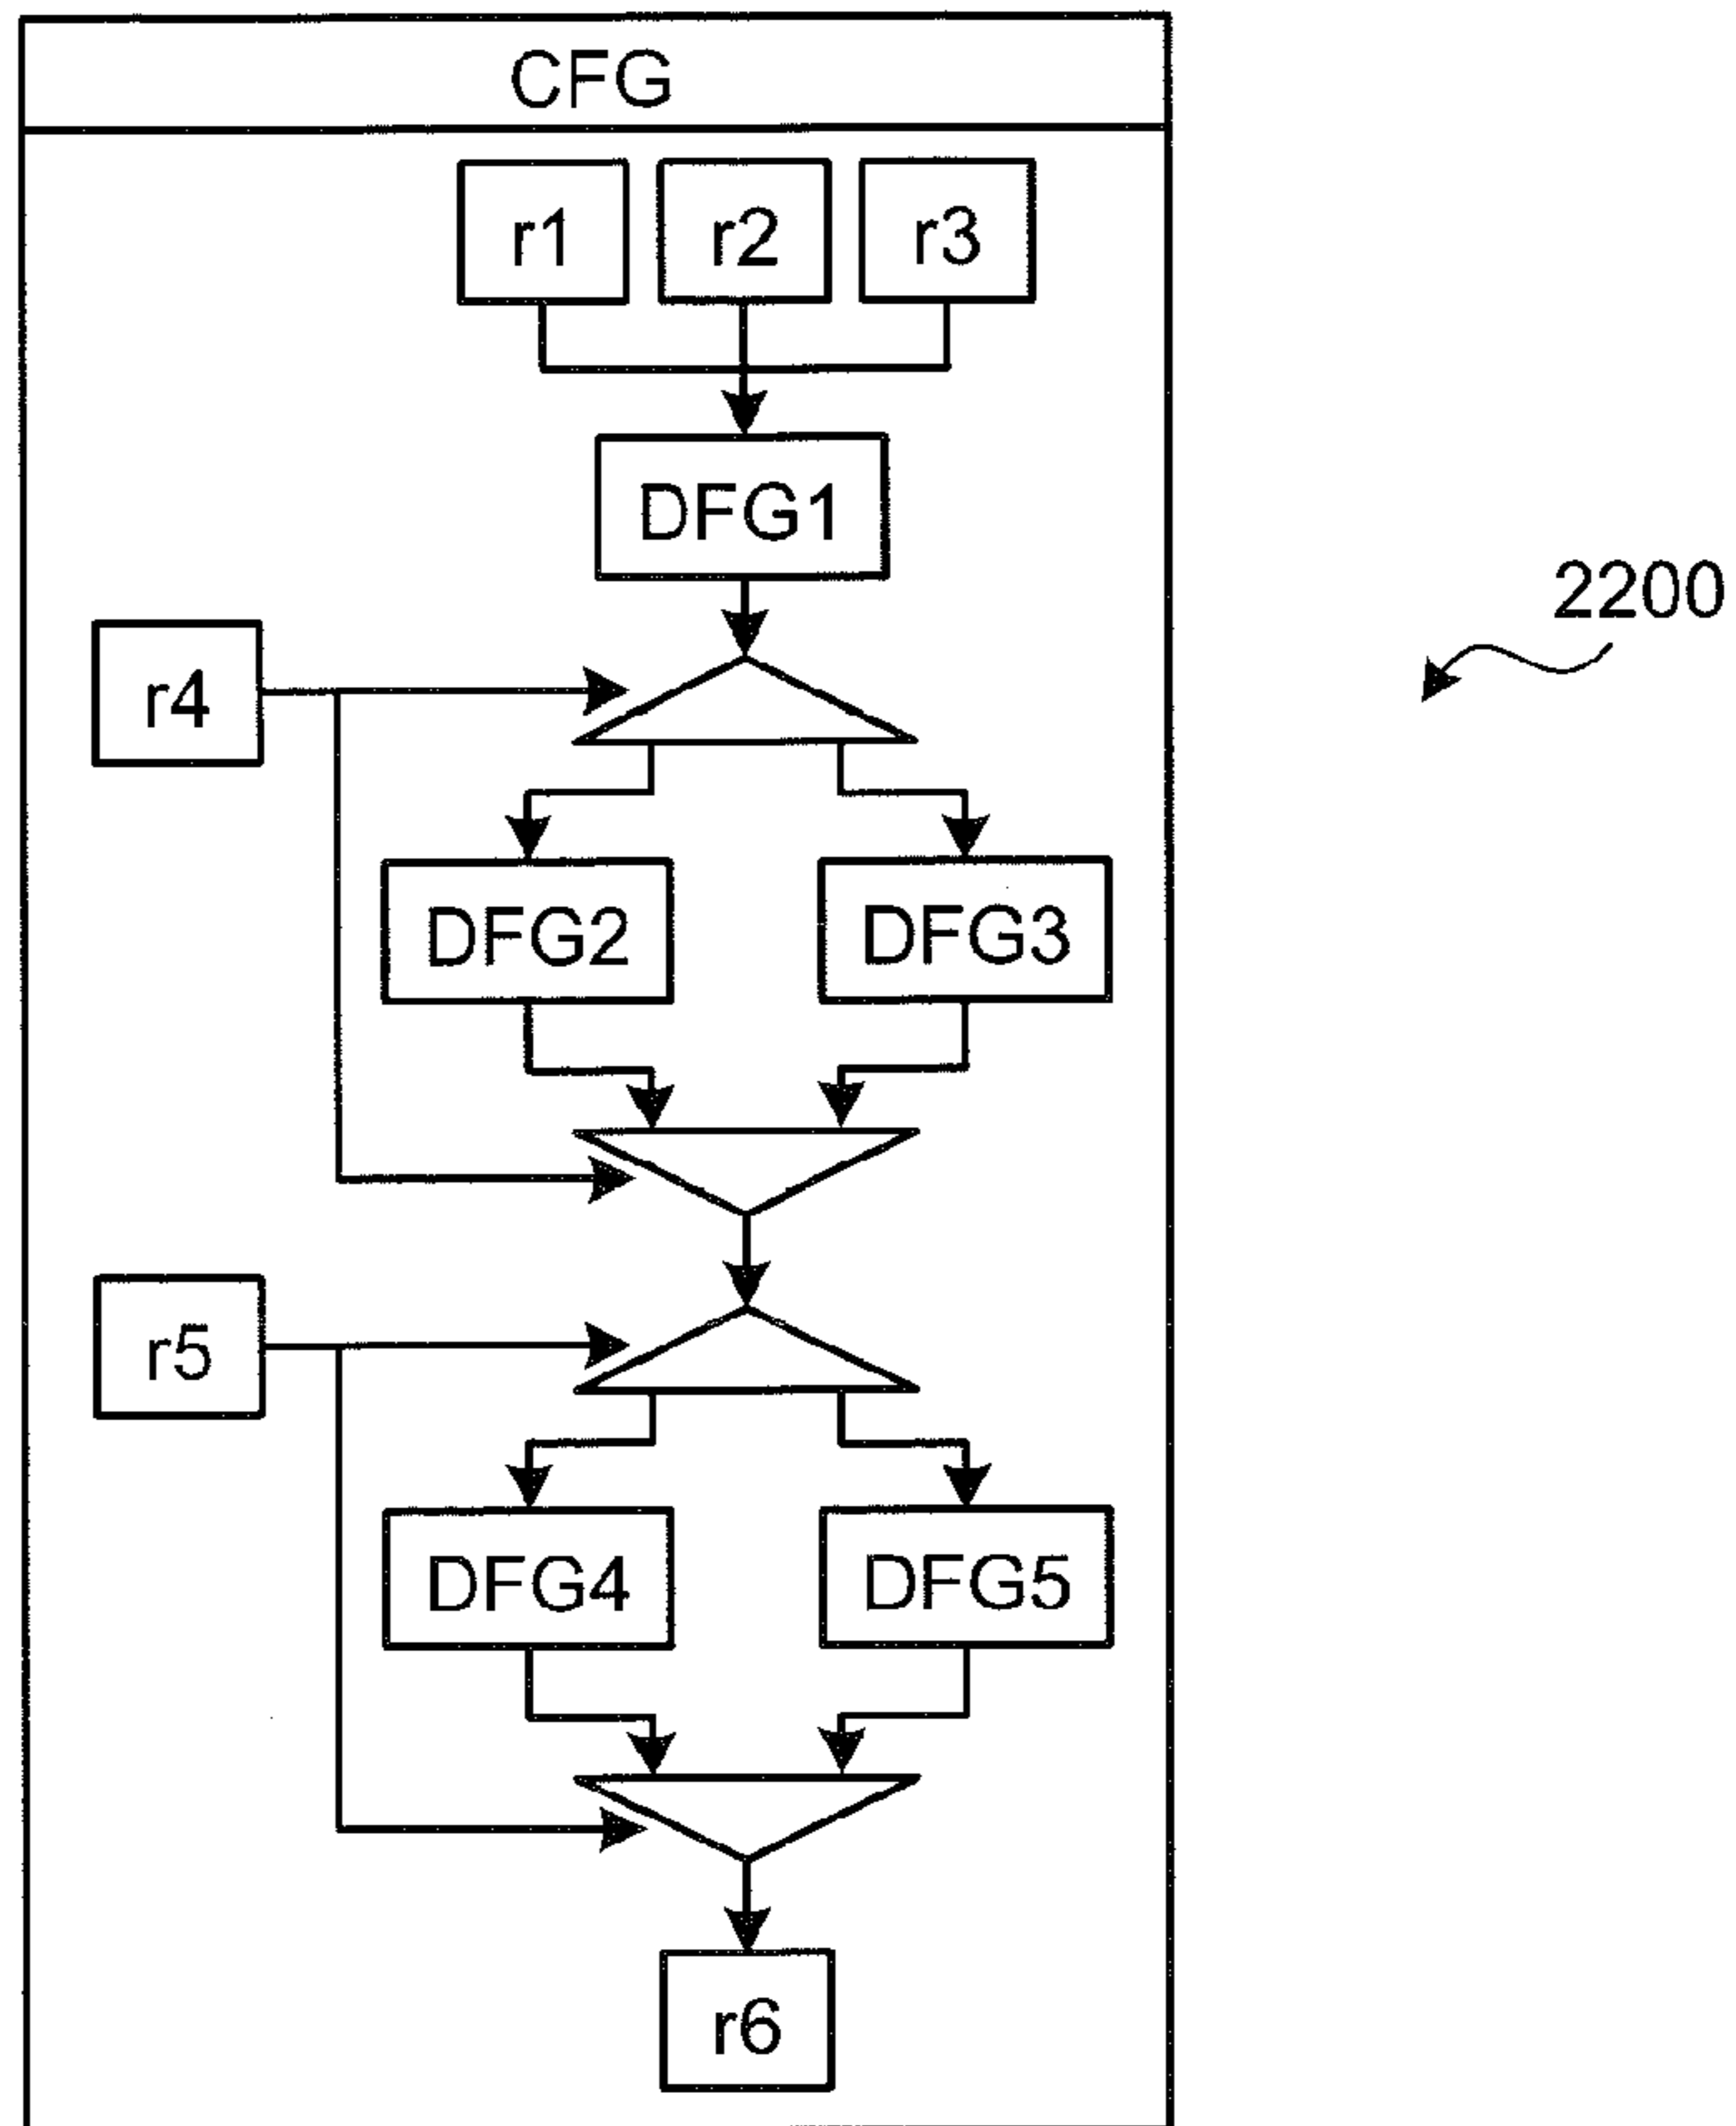 CFG
r1 r2 r3
DFG1
2200
r4
DFG2 DFG3
r5
DFG4 DFG5
r6